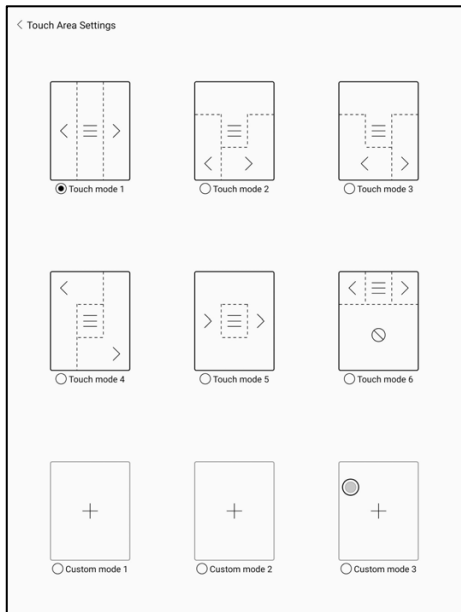 Touch Area Settings
Touch mode 1
Touch mode 2
Touch mode 3
Touch mode 4
Touch mode 5
Touch mode 6
Custom mode 1
Custom mode 2
Custom mode 3